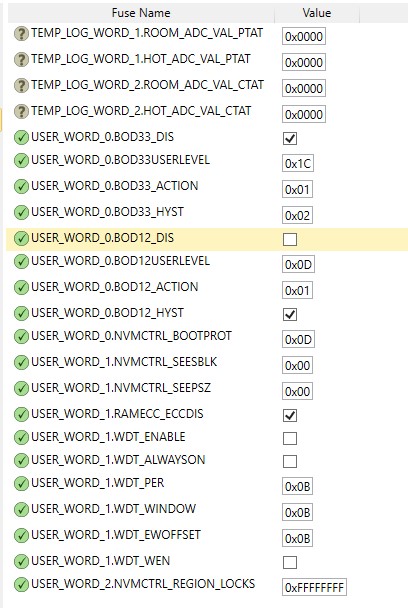 Fuse Name Value
TEMP_LOG_WORD_1.ROOM_ADC_VAL_PTAT 0x0000
TEMP_LOG_WORD_1.HOT_ADC_VAL_PTAT 0x0000
TEMP_LOG_WORD_2.ROOM_ADC_VAL_CTAT 0x0000
TEMP_LOG_WORD_2.HOT_ADC_VAL_CTAT 0x0000
USER_WORD_0.BOD33_DIS
USER_WORD_0.BOD33USERLEVEL 0x1C
USER_WORD_0.BOD33_ACTION 0x01
USER_WORD_0.BOD33_HYST 0x02
USER_WORD_0.BOD12_DIS
USER_WORD_0.BOD12USERLEVEL 0x0D
USER_WORD_0.BOD12_ACTION 0x01
USER_WORD_0.BOD12_HYST
USER_WORD_0.NVMCTRL_BOOTPROT 0x0D
USER_WORD_1.NVMCTRL_SEESBLK 0x00
USER_WORD_1.NVMCTRL_SEEPSZ 0x00
USER_WORD_1.RAMECC_ECCDIS
USER_WORD_1.WDT_ENABLE
USER_WORD_1.WDT_ALWAYSON
USER_WORD_1.WDT_PER 0x0B
USER_WORD_1.WDT_WINDOW 0x0B
USER_WORD_1.WDT_EWOFFSET 0x0B
USER_WORD_1.WDT_WEN
USER_WORD_2.NVMCTRL_REGION_LOCKS 0xFFFFFFFF